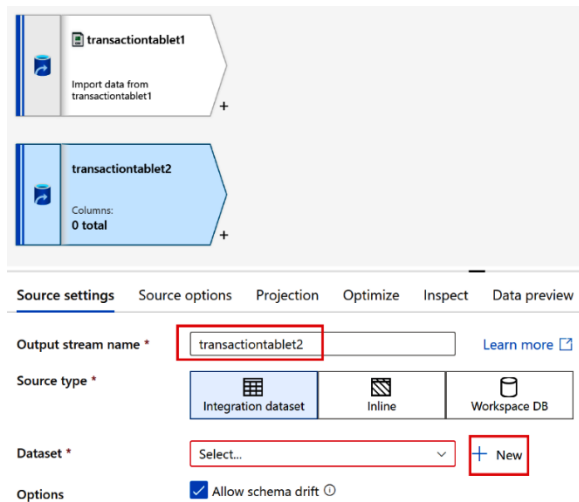 transactiontablet1
Import data from
transactiontablet1
+
transactiontablet2
Columns:
0 total
+
Source settings Source options Projection Optimize Inspect Data preview
Output stream name * transactiontablet2 Learn more
Source type *
Integration dataset Inline Workspace DB
Dataset * Select... + New
Options Allow schema drift